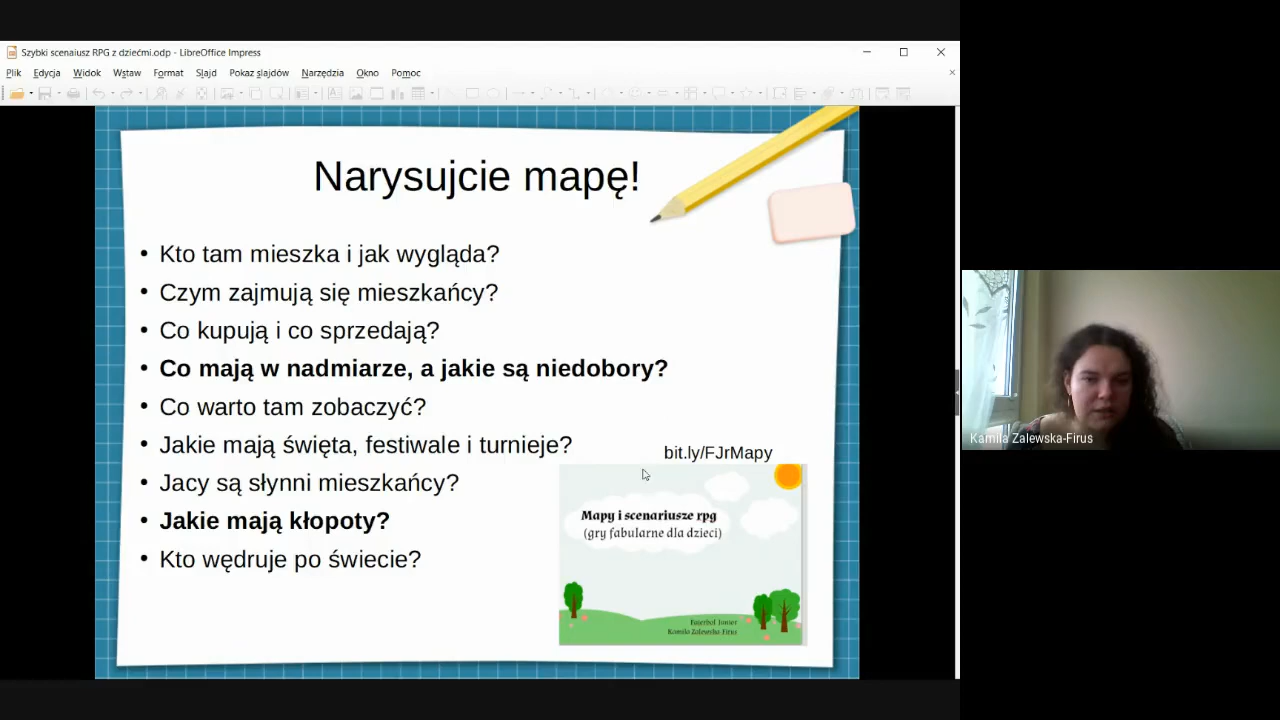 Szybki scenaiusz RPG z dziećmi.odp - LibreOffice Impress
Plik Edycja Widok Wstaw Format Slajd Pokaz slajdów Narzędzia Okno Pomoc
Narysujcie mapę!
• Kto tam mieszka i jak wygląda?
• Czym zajmują się mieszkańcy?
• Co kupują i co sprzedają?
• Co mają w nadmiarze, a jakie są niedobory?
• Co warto tam zobaczyć?
• Jakie mają święta, festiwale i turnieje?
• Jacy są słynni mieszkańcy?
• Jakie mają kłopoty?
• Kto wędruje po świecie?
bit.ly/FJrMapy
Mapy i scenariusze rpg
(gry fabularne dla dzieci)
Junior
Kamila Zalewska-Firus
Kamila Zalewska-Firus